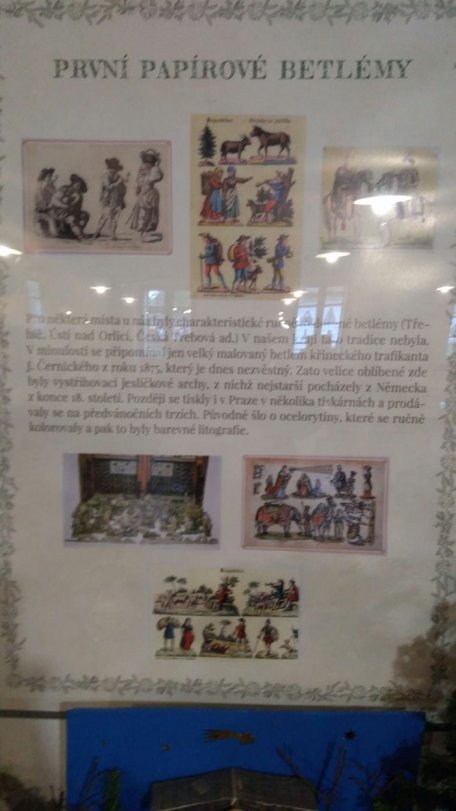 PRVNÍ PAPÍROVÉ BETLÉMY
Pro některá místa u nás byly charakteristické ručně né betlémy (Tře-
bíč, Ústí nad Orlicí, Česká Třebová ad.) V našem kraji tato tradice nebyla.
V minulosti se připomínal jen velký malovaný betlém křineckého trafikanta
J. Černického z roku 1875, který je dnes nezvěstný. Zato velice oblíbené zde
byly vystřihovací jesličkové archy, z nichž nejstarší pocházely z Německa
z konce 18. století. Později se tiskly i v Praze v několika tiskárnách a prodá-
valy se na předvánočních trzích. Původně šlo o ocelorytiny, které se ručně
kolorovaly a pak to byly barevné litografie.